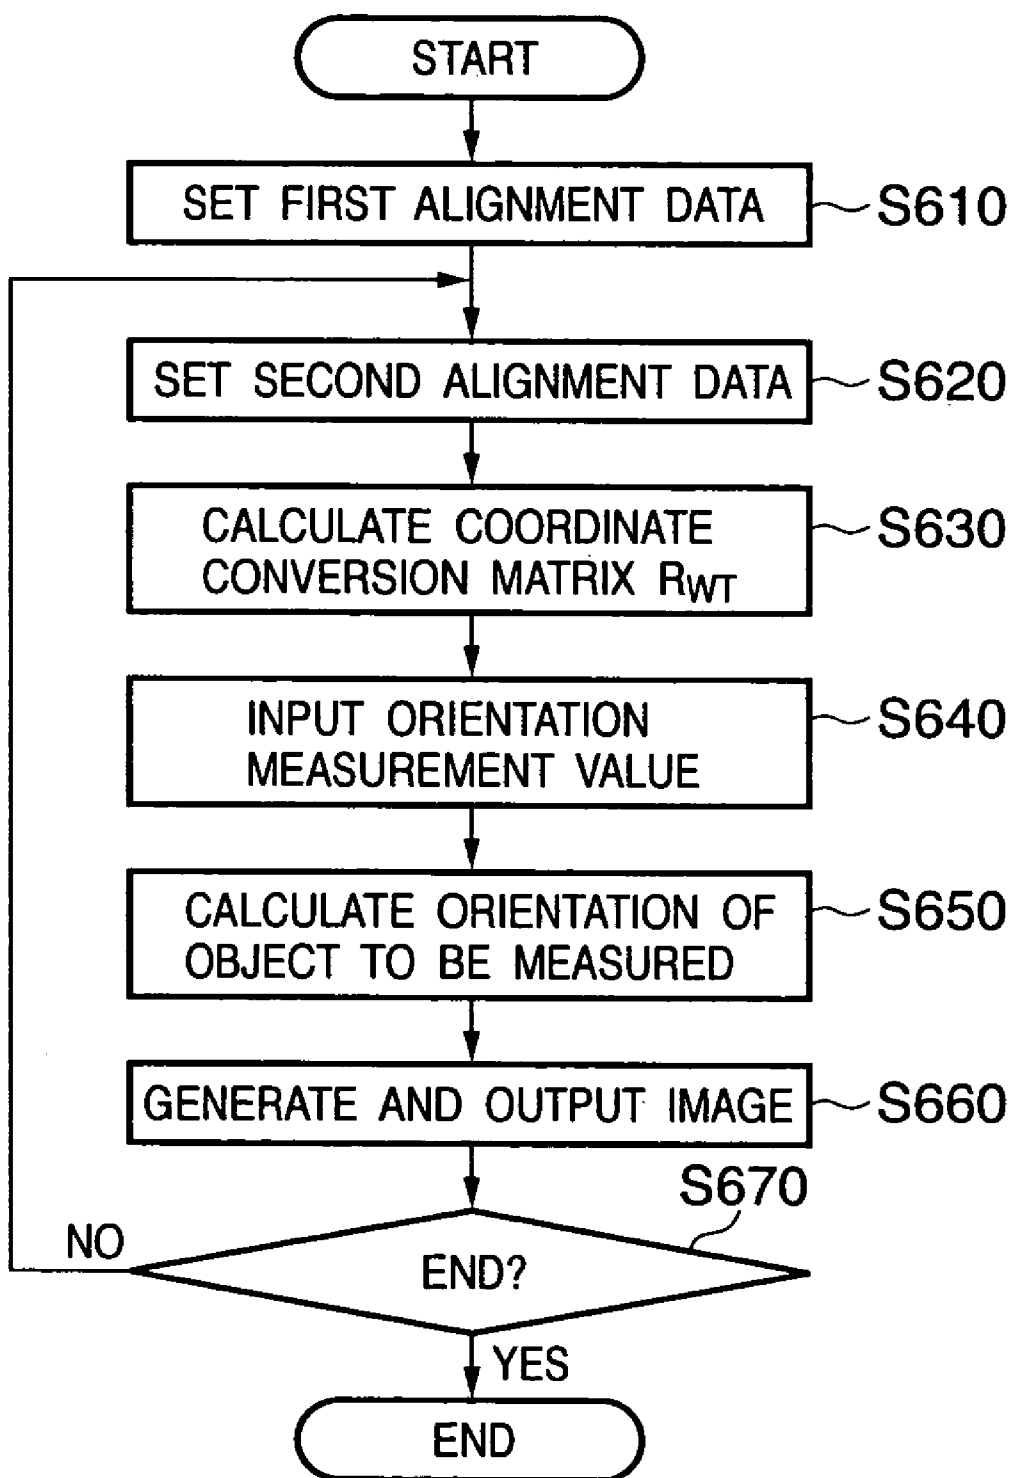 START
SET FIRST ALIGNMENT DATA
S610
SET SECOND ALIGNMENT DATA
S620
CALCULATE COORDINATE
CONVERSION MATRIX RWT
S630
INPUT ORIENTATION
MEASUREMENT VALUE
S640
CALCULATE ORIENTATION OF
OBJECT TO BE MEASURED
S650
GENERATE AND OUTPUT IMAGE
S660
S670
NO
END?
YES
END